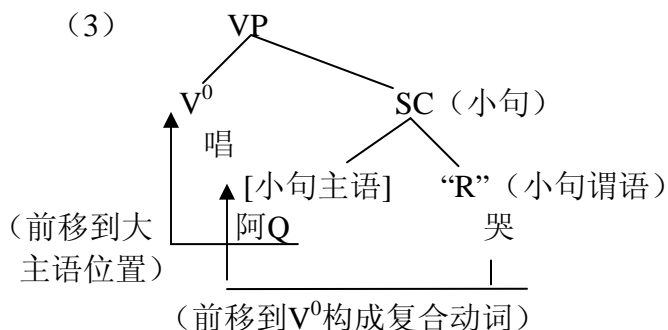 （3） VP
V⁰ SC（小句）
唱
[小句主语] “R”（小句谓语）
（前移到大 阿Q 哭
主语位置）
（前移到V⁰构成复合动词）